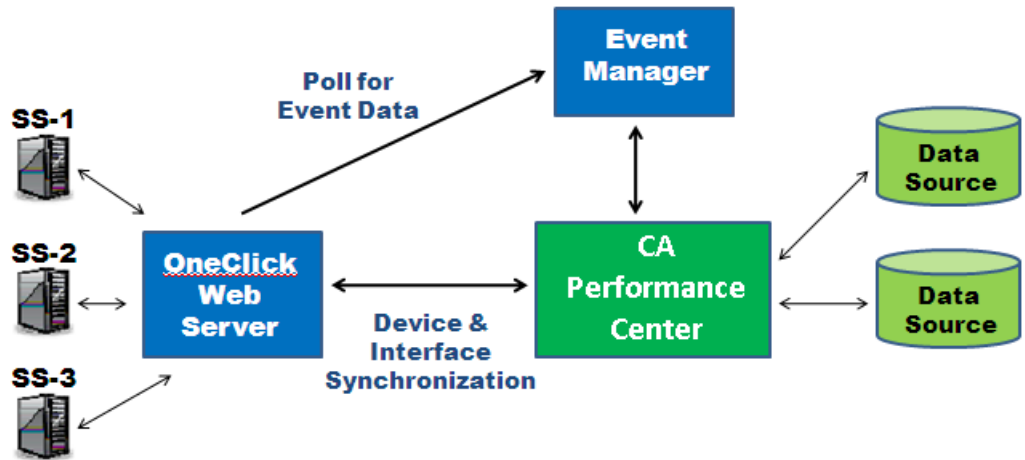 Event
Manager
Poll for
Event Data
SS-1
Data
Source
SS-2
OneClick
Web
Server
CA
Performance
Center
Data
Source
Device &
Interface
Synchronization
SS-3